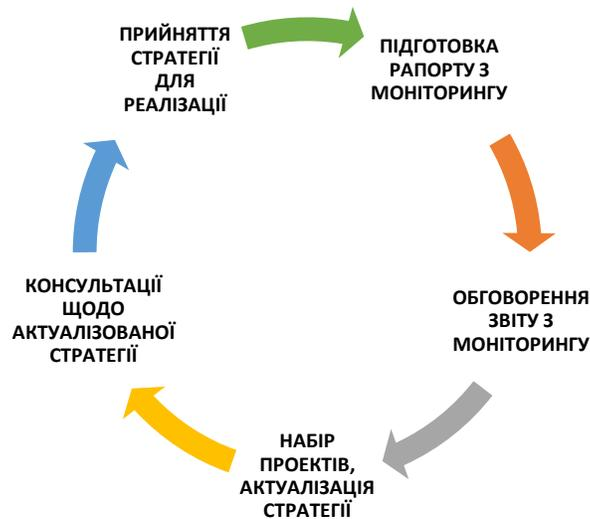 ПРИЙНЯТТЯ
СТРАТЕГІЇ
ДЛЯ
РЕАЛІЗАЦІЇ
ПІДГОТОВКА
РАПОРТУ З
МОНІТОРИНГУ
ОБГОВОРЕННЯ
ЗВІТУ З
МОНІТОРИНГУ
НАБІР
ПРОЕКТІВ,
АКТУАЛІЗАЦІЯ
СТРАТЕГІЇ
КОНСУЛЬТАЦІЇ
ЩОДО
АКТУАЛІЗОВАНОЇ
СТРАТЕГІЇ